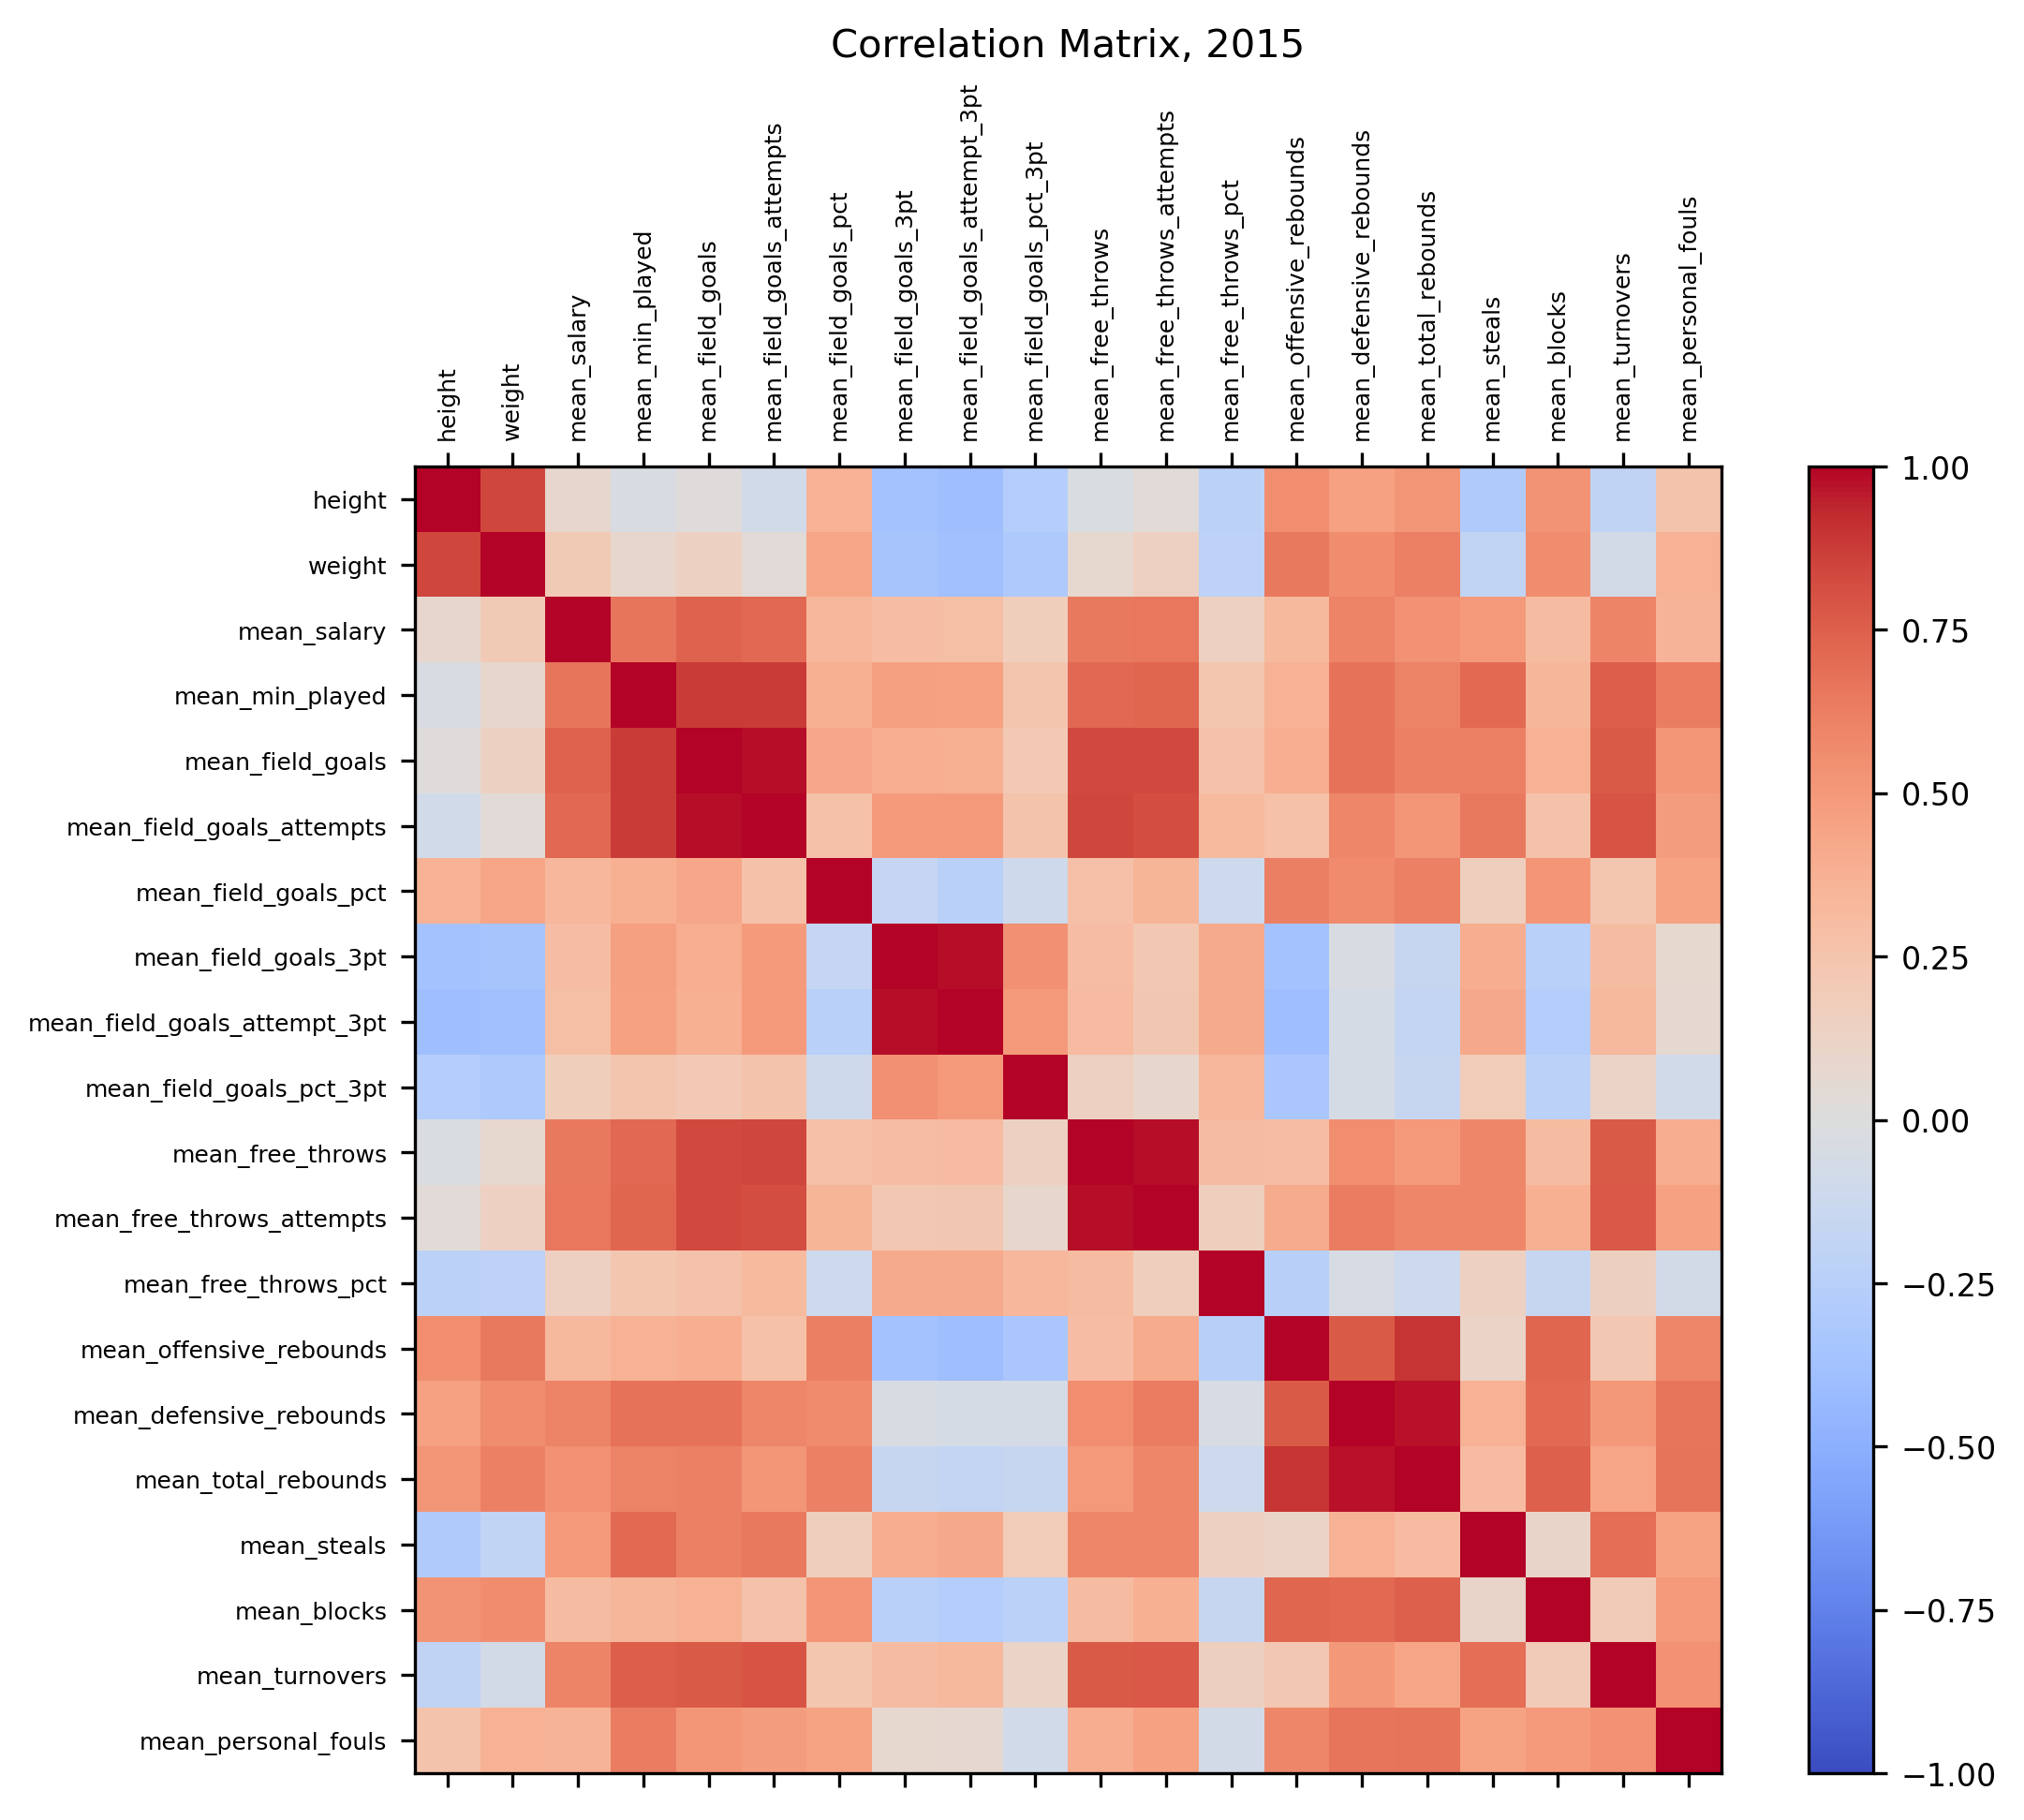 Correlation Matrix, 2015
height
weight
mean_salary
mean_min_played
mean_field_goals
mean_field_goals_attempts
mean_field_goals_pct
mean_field_goals_3pt
mean_field_goals_attempt_3pt
mean_field_goals_pct_3pt
mean_free_throws
mean_free_throws_attempts
mean_free_throws_pct
mean_offensive_rebounds
mean_defensive_rebounds
mean_total_rebounds
mean_steals
mean_blocks
mean_turnovers
mean_personal_fouls
height
weight
mean_salary
mean_min_played
mean_field_goals
mean_field_goals_attempts
mean_field_goals_pct
mean_field_goals_3pt
mean_field_goals_attempt_3pt
mean_field_goals_pct_3pt
mean_free_throws
mean_free_throws_attempts
mean_free_throws_pct
mean_offensive_rebounds
mean_defensive_rebounds
mean_total_rebounds
mean_steals
mean_blocks
mean_turnovers
mean_personal_fouls
1.00
0.75
0.50
0.25
0.00
−0.25
−0.50
−0.75
−1.00